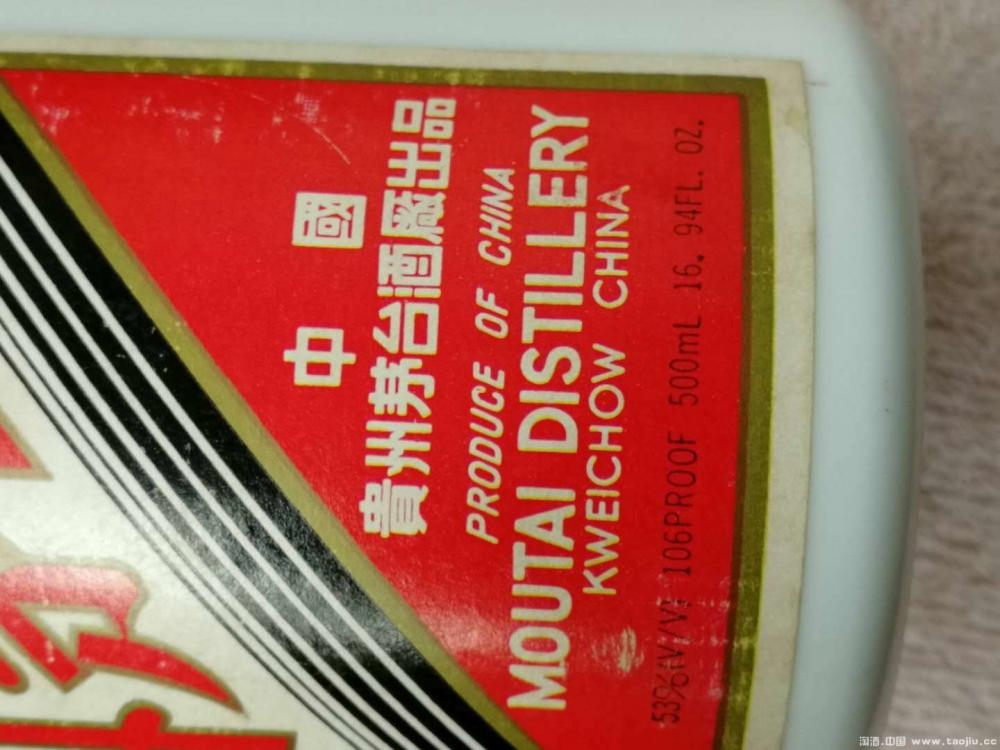 中國
貴州茅台酒廠出品
PRODUCE OF CHINA
MOUTAI DISTILLERY
KWEICHOW CHINA
53%(V/V) 106PROOF 500mL 16.94FL. OZ.
淘酒.中国 www.taojiu.cc